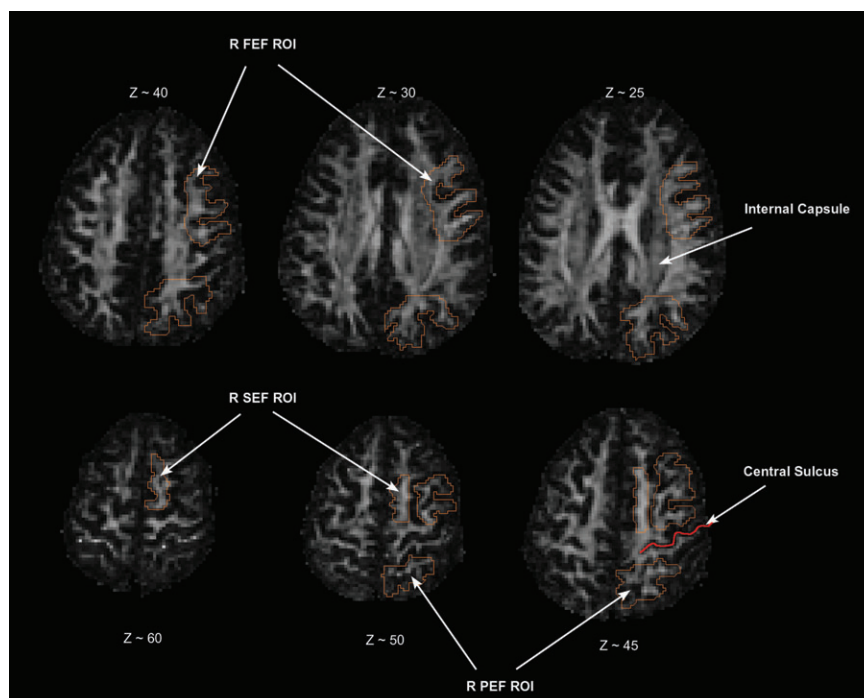 R FEF ROI
Z ~ 40
Z ~ 30
Z ~ 25
Internal Capsule
R SEF ROI
Central Sulcus
Z ~ 60
Z ~ 50
Z ~ 45
R PEF ROI